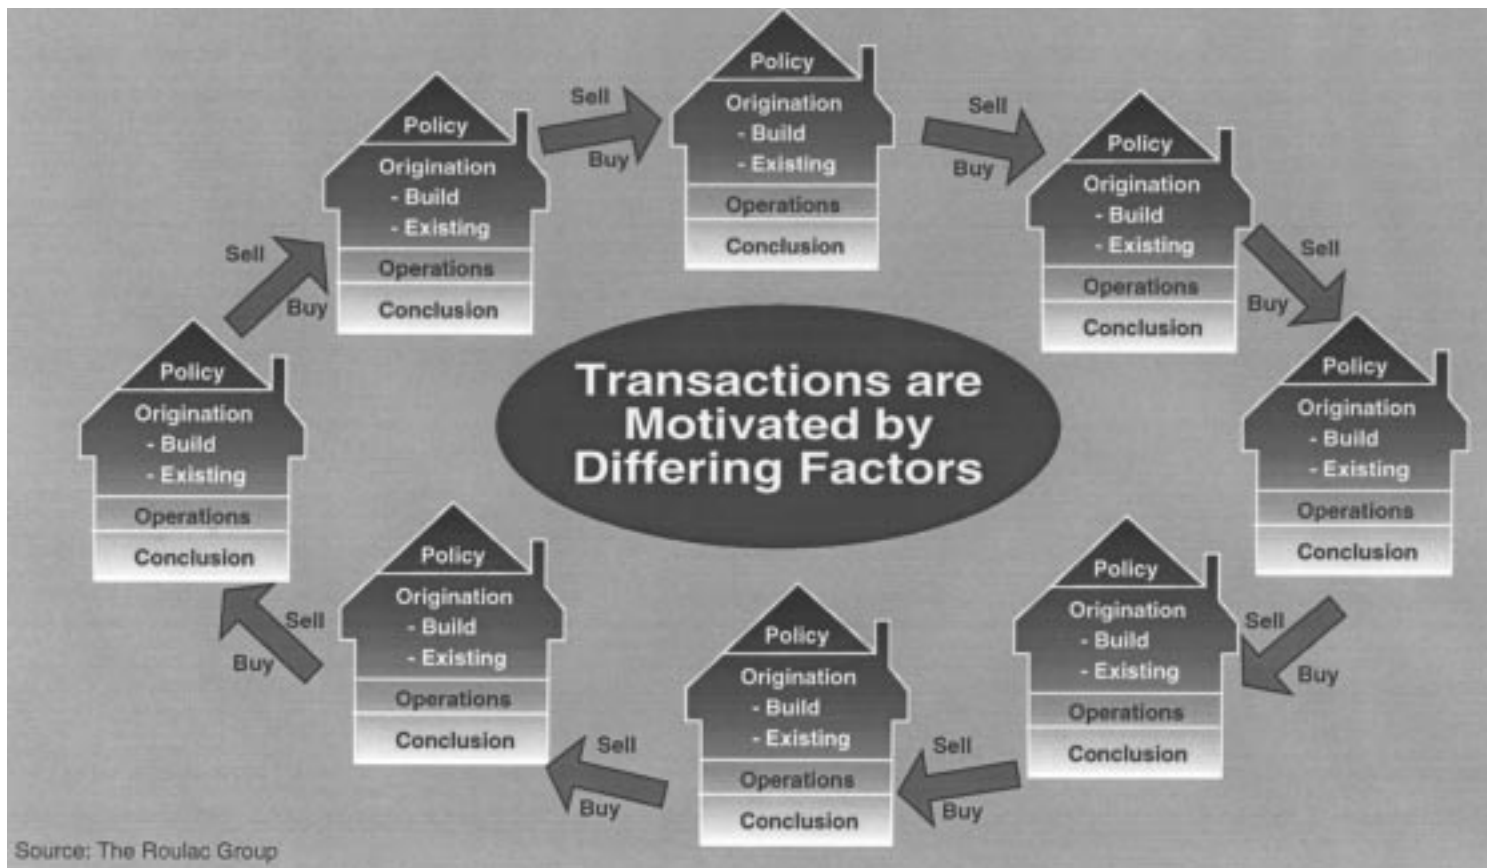 Policy
Origination
- Build
- Existing
Operations
Conclusion
Sell
Buy
Policy
Origination
- Build
- Existing
Operations
Conclusion
Sell
Buy
Policy
Origination
- Build
- Existing
Operations
Conclusion
Sell
Buy
Policy
Origination
- Build
- Existing
Operations
Conclusion
Sell
Buy
Policy
Origination
- Build
- Existing
Operations
Conclusion
Sell
Buy
Policy
Origination
- Build
- Existing
Operations
Conclusion
Sell
Buy
Policy
Origination
- Build
- Existing
Operations
Conclusion
Sell
Buy
Policy
Origination
- Build
- Existing
Operations
Conclusion
Sell
Buy
Transactions are
Motivated by
Differing Factors
Source: The Roulac Group